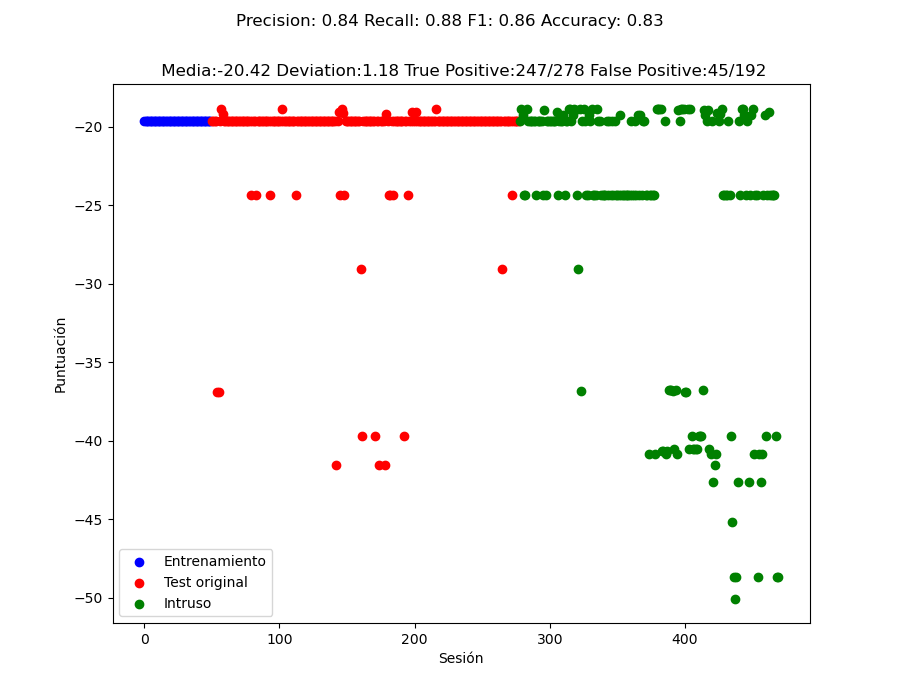 Precision: 0.84 Recall: 0.88 F1: 0.86 Accuracy: 0.83
Media:-20.42 Deviation:1.18 True Positive:247/278 False Positive:45/192
−20
−25
−30
−35
−40
−45
−50
Puntuación
Entrenamiento
Test original
Intruso
0
100
200
300
400
Sesión